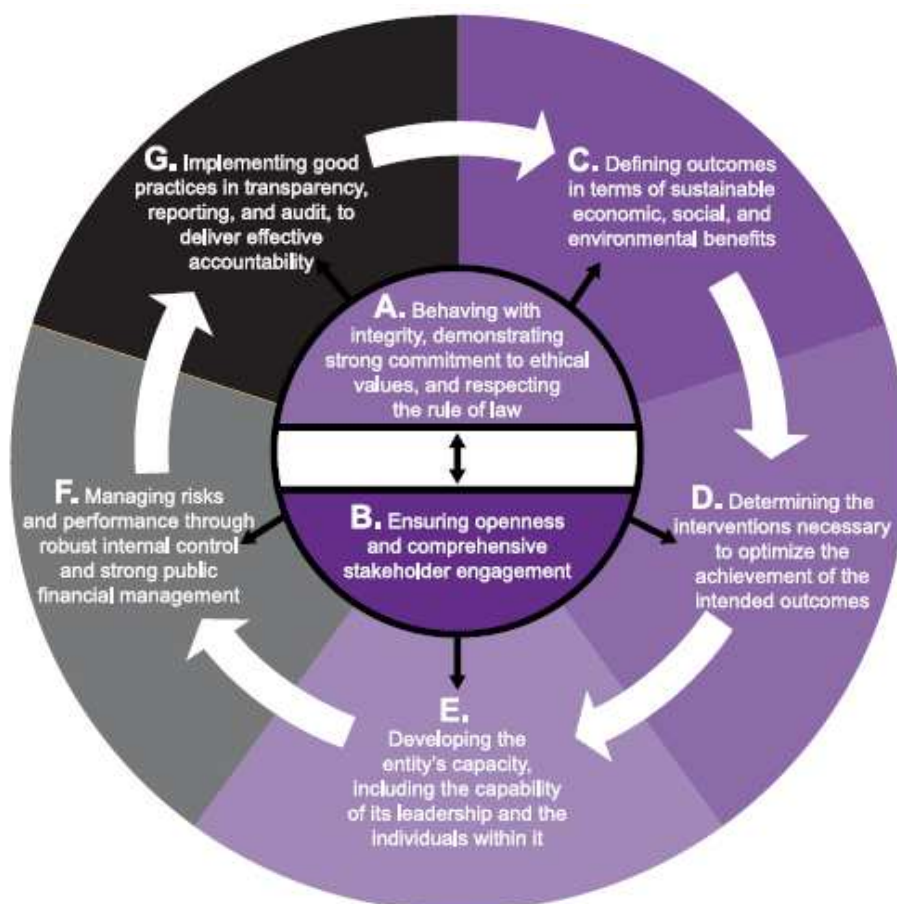 G. Implementing good
practices in transparency,
reporting, and audit, to
deliver effective
accountability
C. Defining outcomes
in terms of sustainable
economic, social, and
environmental benefits
A. Behaving with
integrity, demonstrating
strong commitment to ethical
values, and respecting
the rule of law
B. Ensuring openness
and comprehensive
stakeholder engagement
F. Managing risks
and performance through
robust internal control
and strong public
financial management
D. Determining the
interventions necessary
to optimize the
achievement of the
intended outcomes
E.
Developing the
entity's capacity,
including the capability
of its leadership and the
individuals within it